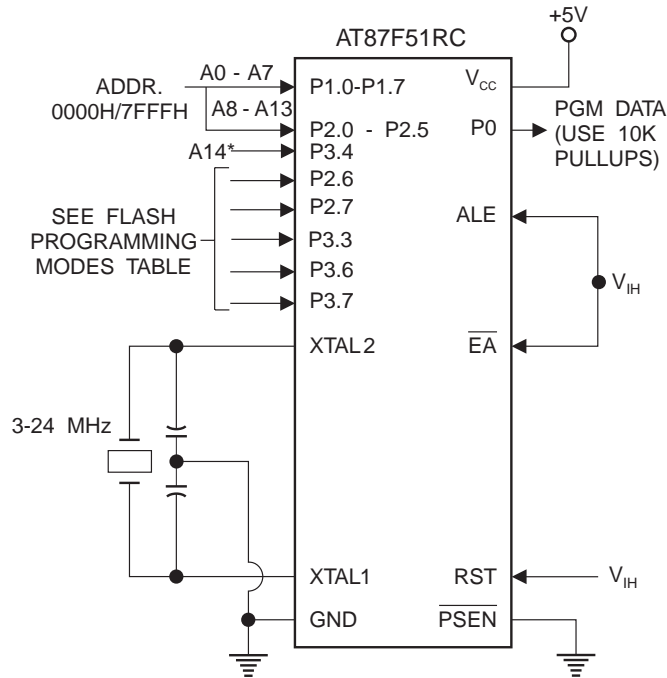 +5V
AT87F51RC
A0 - A7
ADDR.
0000H/7FFFH
A8 - A13
A14*
SEE FLASH
PROGRAMMING
MODES TABLE
3-24 MHz
P1.0-P1.7
P2.0 - P2.5
P3.4
P2.6
P2.7
P3.3
P3.6
P3.7
XTAL2
XTAL1
GND
VCC
P0
ALE
EA
RST
PSEN
PGM DATA
(USE 10K
PULLUPS)
VIH
VIH